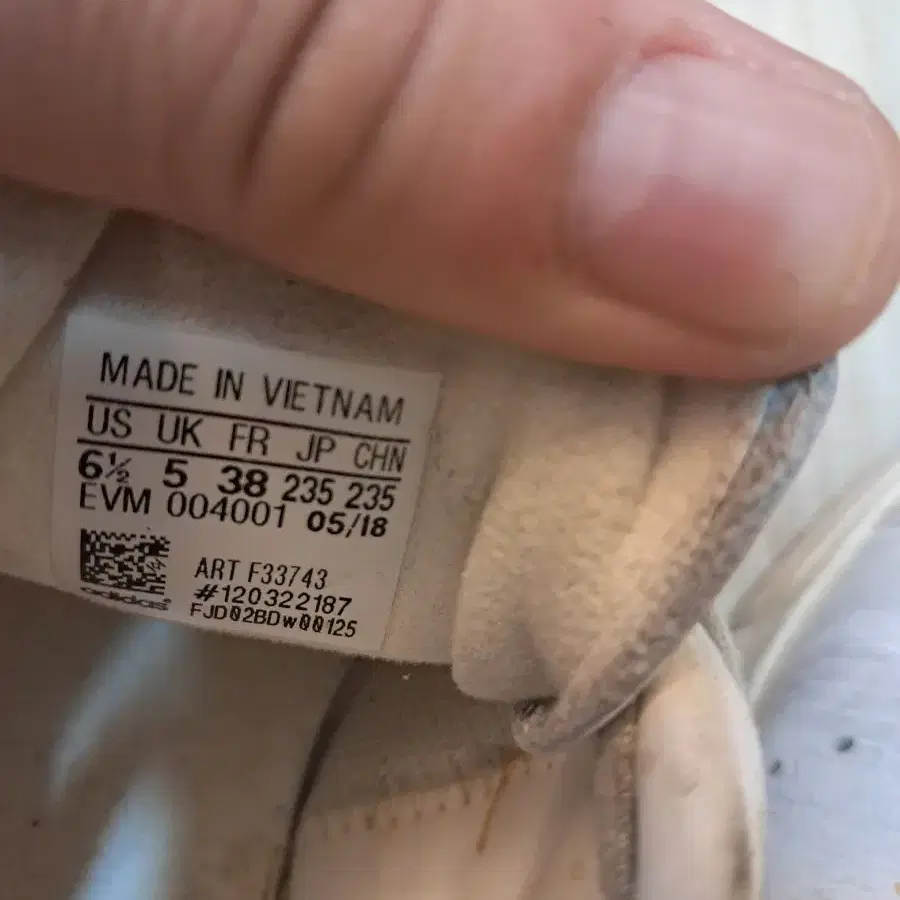 MADE IN VIETNAM
US UK FR JP CHN
6½ 5 38 235 235
EVM 004001 05/18
ART F33743
#120322187
adidas
FJD02BDw00125